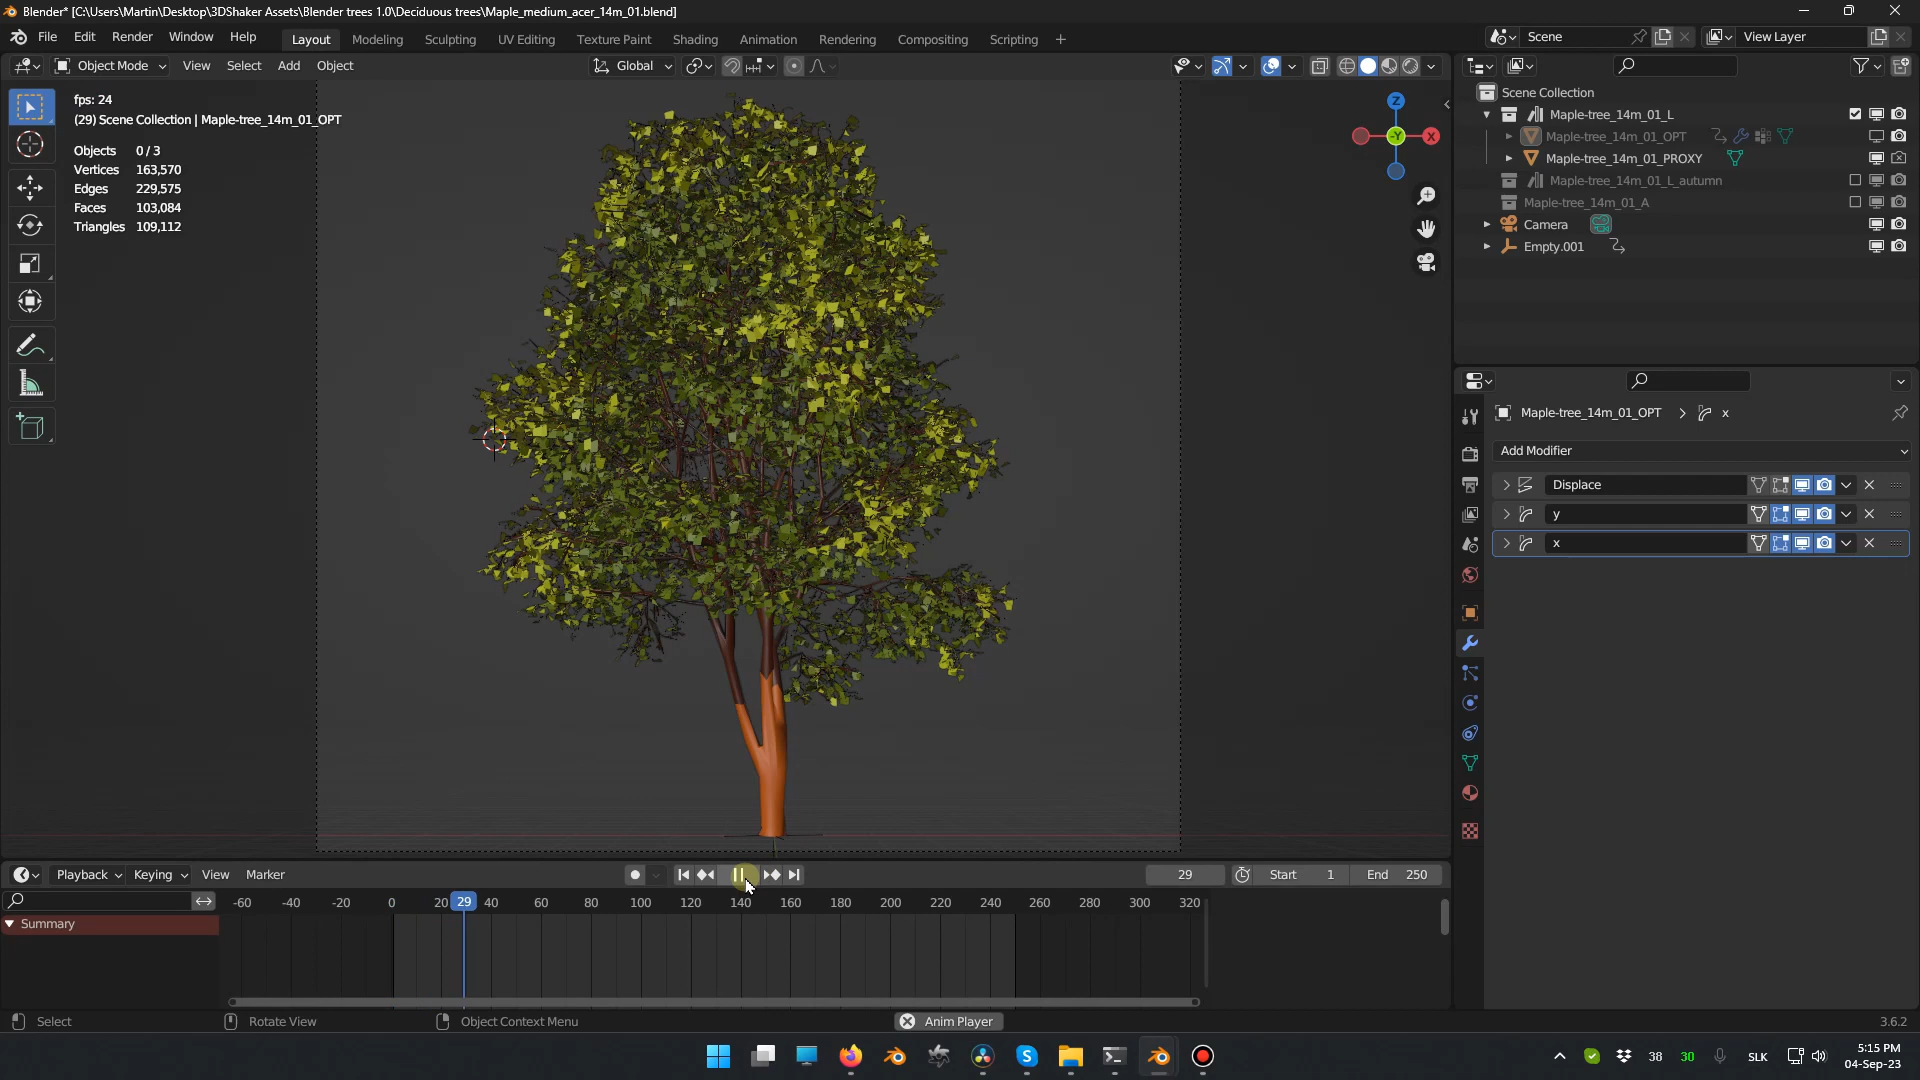 Blender* [C:\Users\Martin\Desktop\3DShaker Assets\Blender trees 1.0\Deciduous trees\Maple_medium_acer_14m_01.blend]
File Edit Render Window Help Layout Modeling Sculpting UV Editing Texture Paint Shading Animation Rendering Compositing Scripting + Scene View Layer
Object Mode View Select Add Object Global
fps: 24
(29) Scene Collection | Maple-tree_14m_01_OPT
Objects 0 / 3
Vertices 163,570
Edges 229,575
Faces 103,084
Triangles 109,112
Z
-Y
X
Scene Collection
Maple-tree_14m_01_L
Maple-tree_14m_01_OPT
Maple-tree_14m_01_PROXY
Maple-tree_14m_01_L_autumn
Maple-tree_14m_01_A
Camera
Empty.001
Maple-tree_14m_01_OPT > x
Add Modifier
Displace
y
x
Playback Keying View Marker 29 Start 1 End 250
-60 -40 -20 0 20 29 40 60 80 100 120 140 160 180 200 220 240 260 280 300 320
Summary
Select Rotate View Object Context Menu Anim Player 3.6.2
38 30 SLK 5:15 PM
04-Sep-23